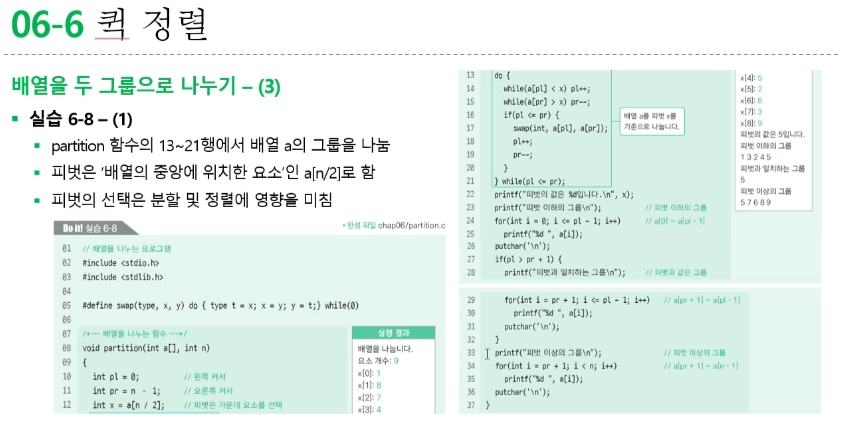 06-6 퀵 정렬
배열을 두 그룹으로 나누기 – (3)
▪ 실습 6-8 – (1)
▪ partition 함수의 13~21행에서 배열 a의 그룹을 나눔
▪ 피벗은 '배열의 중앙에 위치한 요소'인 a[n/2]로 함
▪ 피벗의 선택은 분할 및 정렬에 영향을 미침
Do it! 실습 6-8
• 완성 파일 chap06/partition.c
01 // 배열을 나누는 프로그램
02 #include <stdio.h>
03 #include <stdlib.h>
04
05 #define swap(type, x, y) do { type t = x; x = y; y = t;} while(0)
06
07 /*--- 배열을 나누는 함수 ---*/
08 void partition(int a[], int n)
09 {
10 int pl = 0; // 왼쪽 커서
11 int pr = n - 1; // 오른쪽 커서
12 int x = a[n / 2]; // 피벗은 가운데 요소를 선택
실행 결과
배열을 나눕니다.
요소 개수: 9
x[0]: 1
x[1]: 8
x[2]: 7
x[3]: 4
13 do {
14 while(a[pl] < x) pl++;
15 while(a[pr] > x) pr--;
16 if(pl <= pr) {
17 swap(int, a[pl], a[pr]);
18 pl++;
19 pr--;
20 }
21 } while(pl <= pr);
22 printf("피벗의 값은 %d입니다.\n", x);
23 printf("피벗 이하의 그룹\n"); // 피벗 이하의 그룹
24 for(int i = 0; i <= pl - 1; i++) // a[0] ~ a[pl - 1]
25 printf("%d ", a[i]);
26 putchar('\n');
27 if(pl > pr + 1) {
28 printf("피벗과 일치하는 그룹\n"); // 피벗과 같은 그룹
배열 a를 피벗 x를
기준으로 나눕니다.
x[4]: 5
x[5]: 2
x[6]: 6
x[7]: 3
x[8]: 9
피벗의 값은 5입니다.
피벗 이하의 그룹
1 3 2 4 5
피벗과 일치하는 그룹
5
피벗 이상의 그룹
5 7 6 8 9
29 for(int i = pr + 1; i <= pl - 1; i++) // a[pr + 1] ~ a[pl - 1]
30 printf("%d ", a[i]);
31 putchar('\n');
32 }
33 printf("피벗 이상의 그룹\n"); // 피벗 이상의 그룹
34 for(int i = pr + 1; i < n; i++) // a[pr + 1] ~ a[n - 1]
35 printf("%d ", a[i]);
36 putchar('\n');
37 }